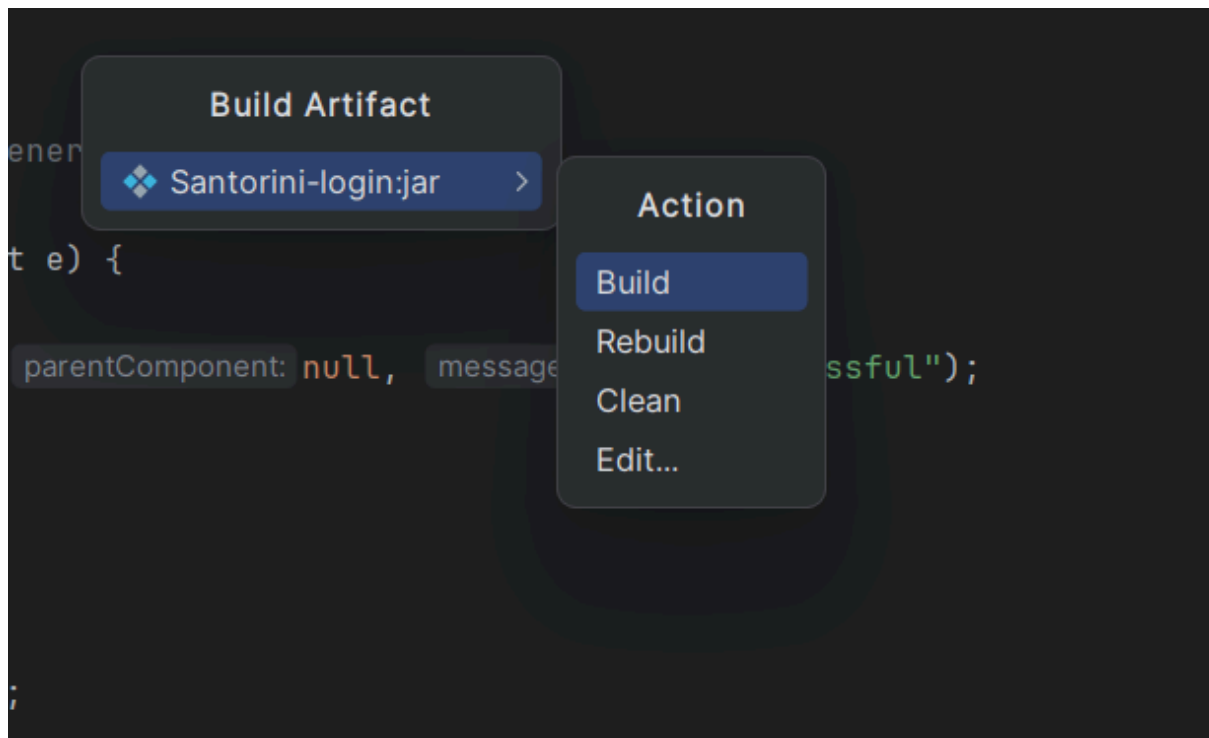 Build Artifact
ener
Santorini-login:jar
Action
t e) {
Build
Rebuild
parentComponent: null, message ssful");
Clean
Edit...
;